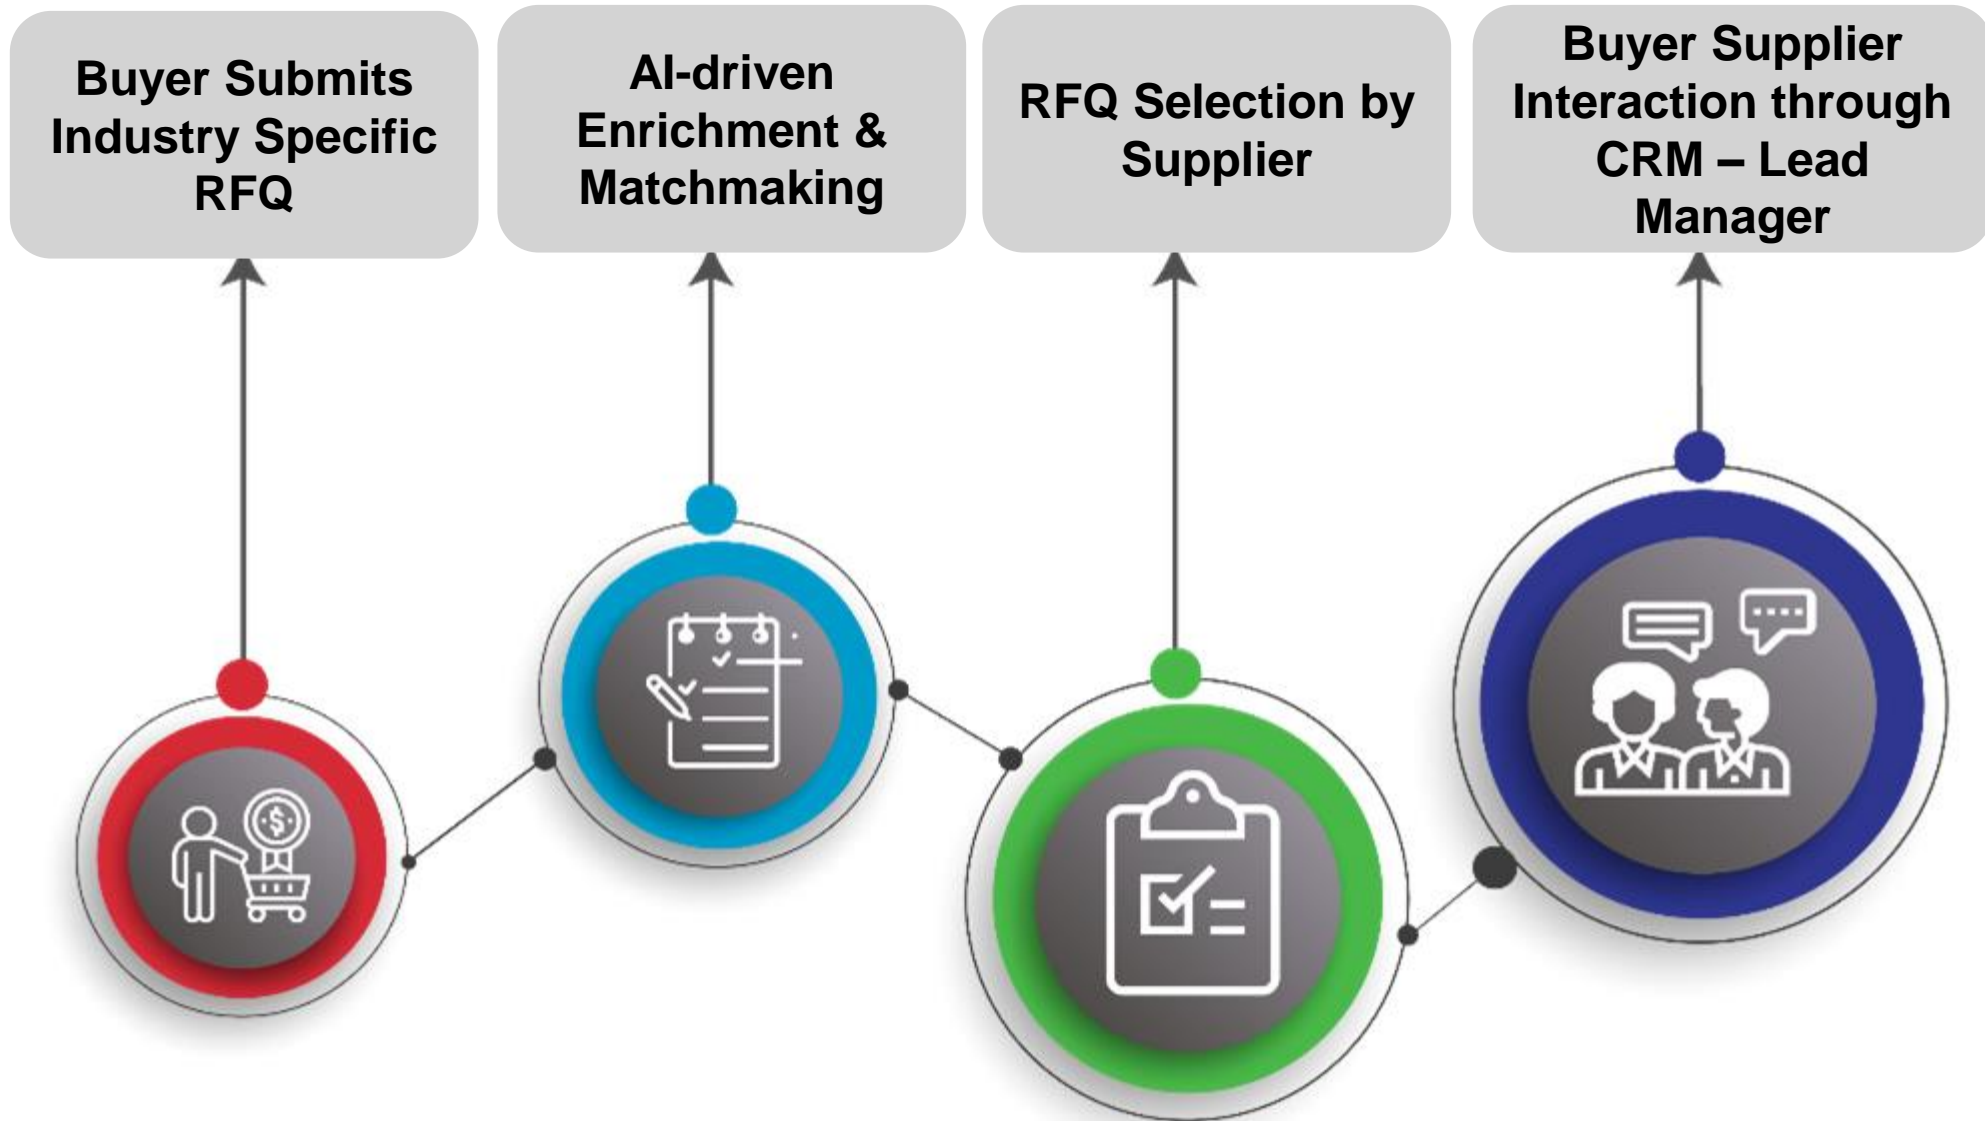 Buyer Submits
Industry Specific
RFQ
AI-driven
Enrichment &
Matchmaking
RFQ Selection by
Supplier
Buyer Supplier
Interaction through
CRM – Lead
Manager
$